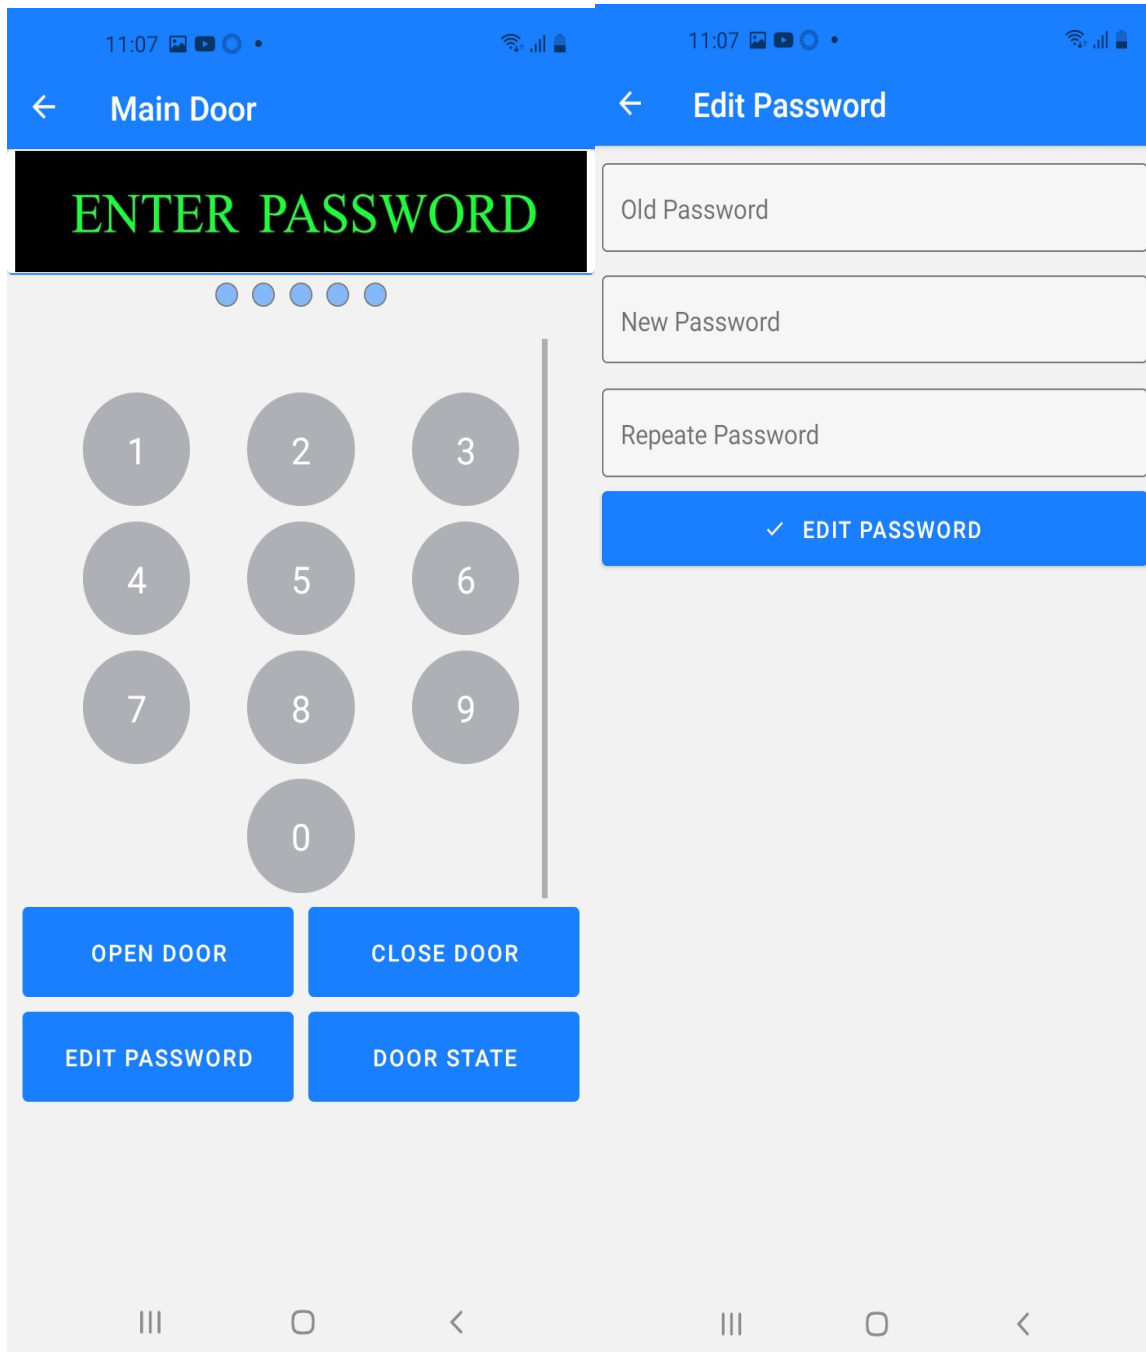 11:07
Main Door
ENTER PASSWORD
1 2 3
4 5 6
7 8 9
0
OPEN DOOR CLOSE DOOR
EDIT PASSWORD DOOR STATE
11:07
Edit Password
Old Password
New Password
Repeate Password
EDIT PASSWORD